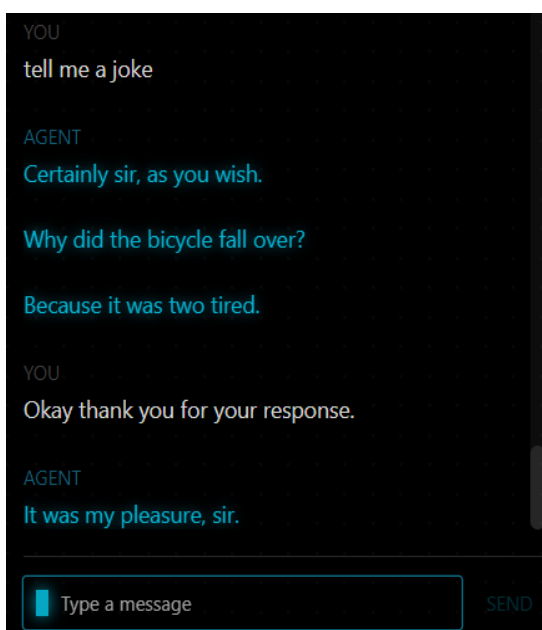 YOU
tell me a joke
AGENT
Certainly sir, as you wish.
Why did the bicycle fall over?
Because it was two tired.
YOU
Okay thank you for your response.
AGENT
It was my pleasure, sir.
Type a message
SEND